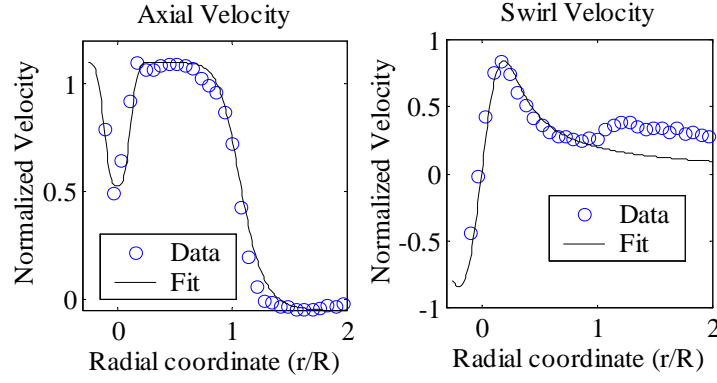 Axial Velocity
Normalized Velocity
1
0.5
0
0
1
2
Radial coordinate (r/R)
Data
Fit
Swirl Velocity
Normalized Velocity
1
0.5
0
-0.5
-1
0
1
2
Radial coordinate (r/R)
Data
Fit